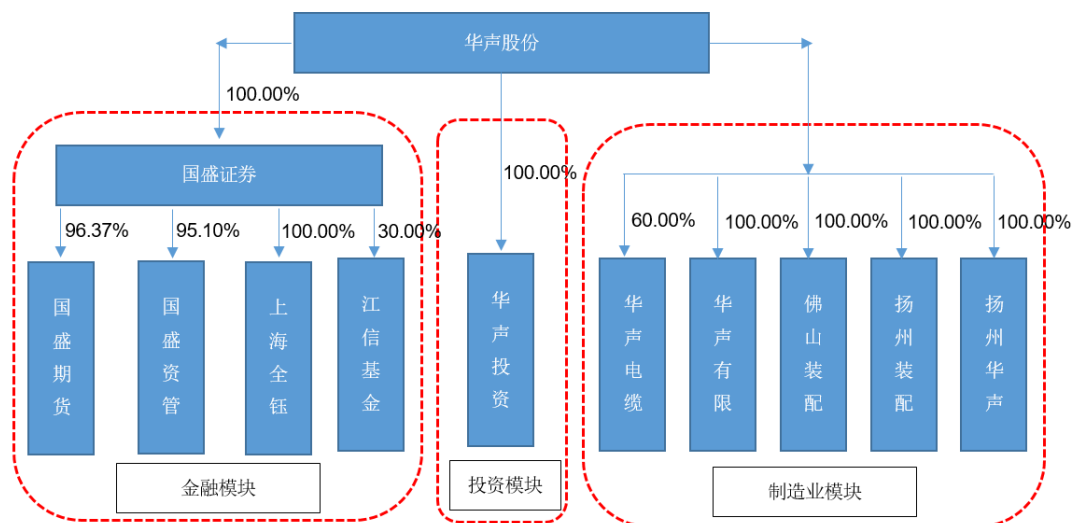 华声股份
100.00%
国盛证券
100.00%
96.37%
95.10%
100.00%
30.00%
60.00%
100.00%
100.00%
100.00%
100.00%
国盛期货
国盛资管
上海全钰
江信基金
华声投资
华声电缆
华声有限
佛山装配
扬州装配
扬州华声
金融模块
投资模块
制造业模块